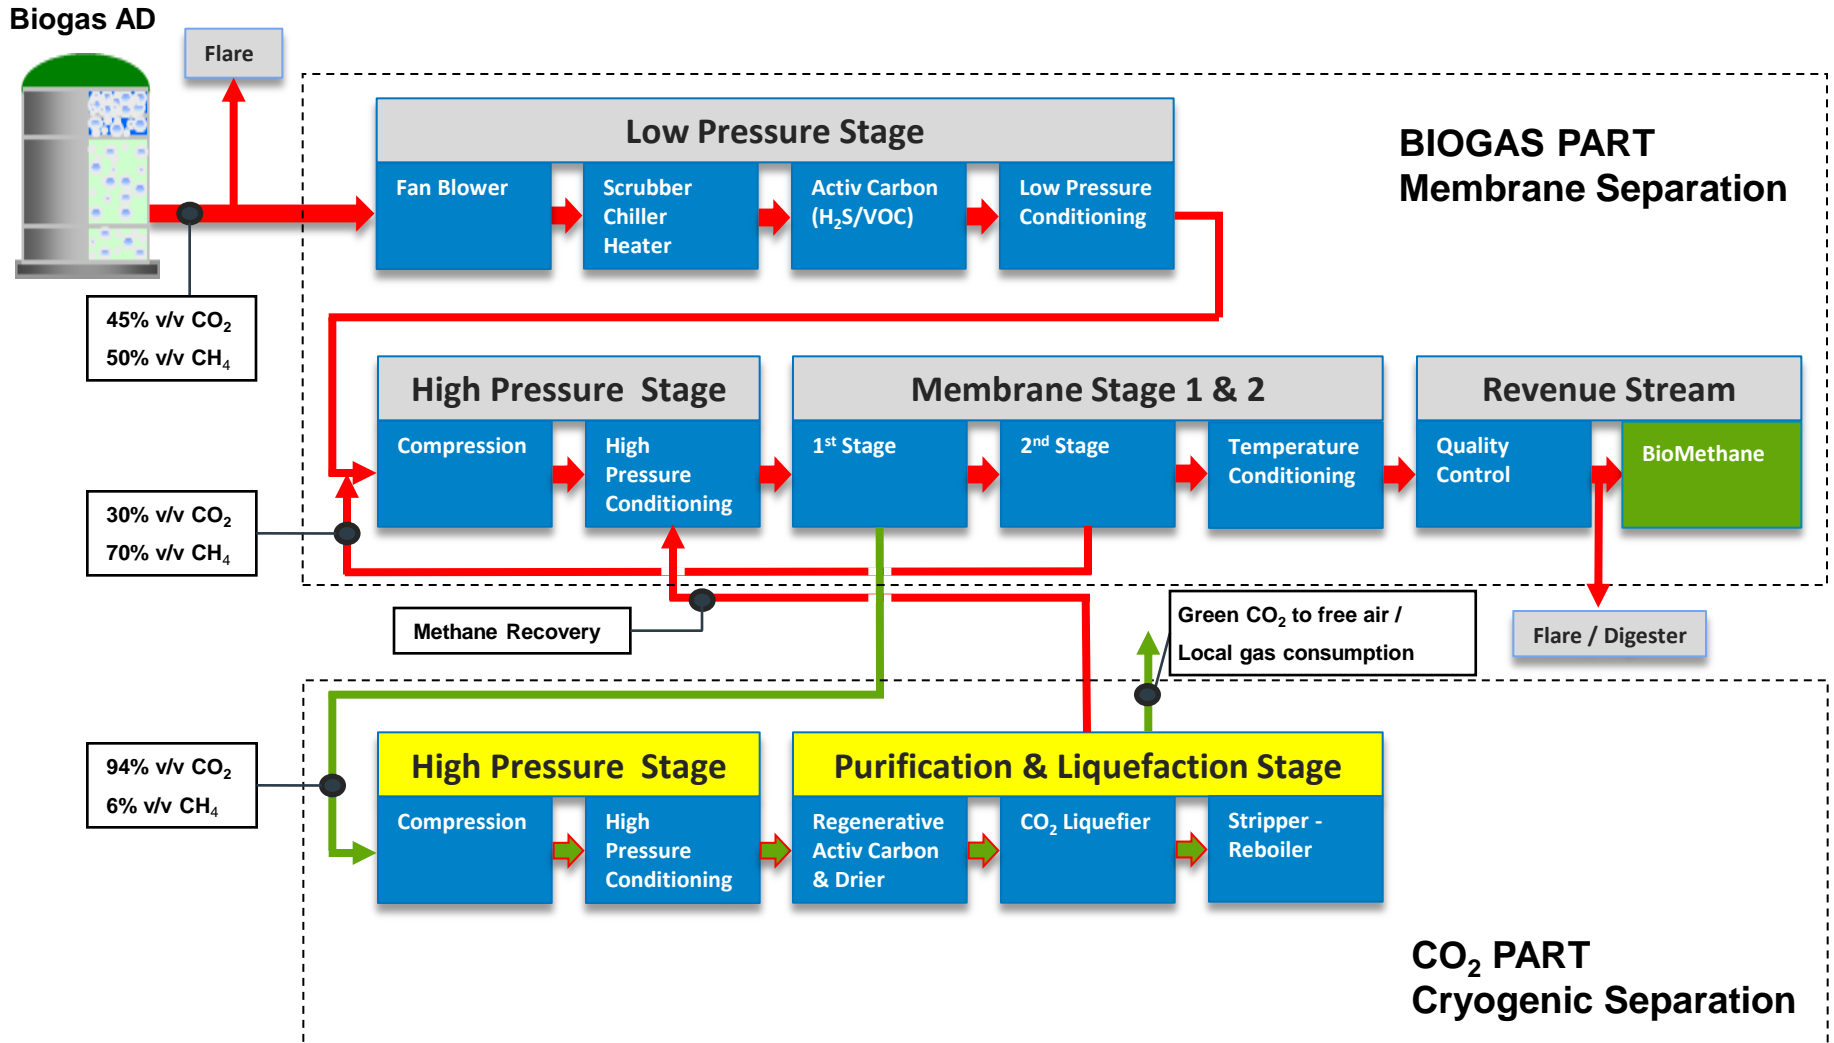 Biogas AD
Flare
Low Pressure Stage
BIOGAS PART
Membrane Separation
Fan Blower
Scrubber
Chiller
Heater
Activ Carbon
(H₂S/VOC)
Low Pressure
Conditioning
45% v/v CO₂
50% v/v CH₄
High Pressure  Stage
Membrane Stage 1 & 2
Revenue Stream
Compression
High
Pressure
Conditioning
1st Stage
2nd Stage
Temperature
Conditioning
Quality
Control
BioMethane
30% v/v CO₂
70% v/v CH₄
Methane Recovery
Green CO₂ to free air /
Local gas consumption
Flare / Digester
94% v/v CO₂
6% v/v CH₄
High Pressure  Stage
Purification & Liquefaction Stage
Compression
High
Pressure
Conditioning
Regenerative
Activ Carbon
& Drier
CO₂ Liquefier
Stripper -
Reboiler
CO₂ PART
Cryogenic Separation